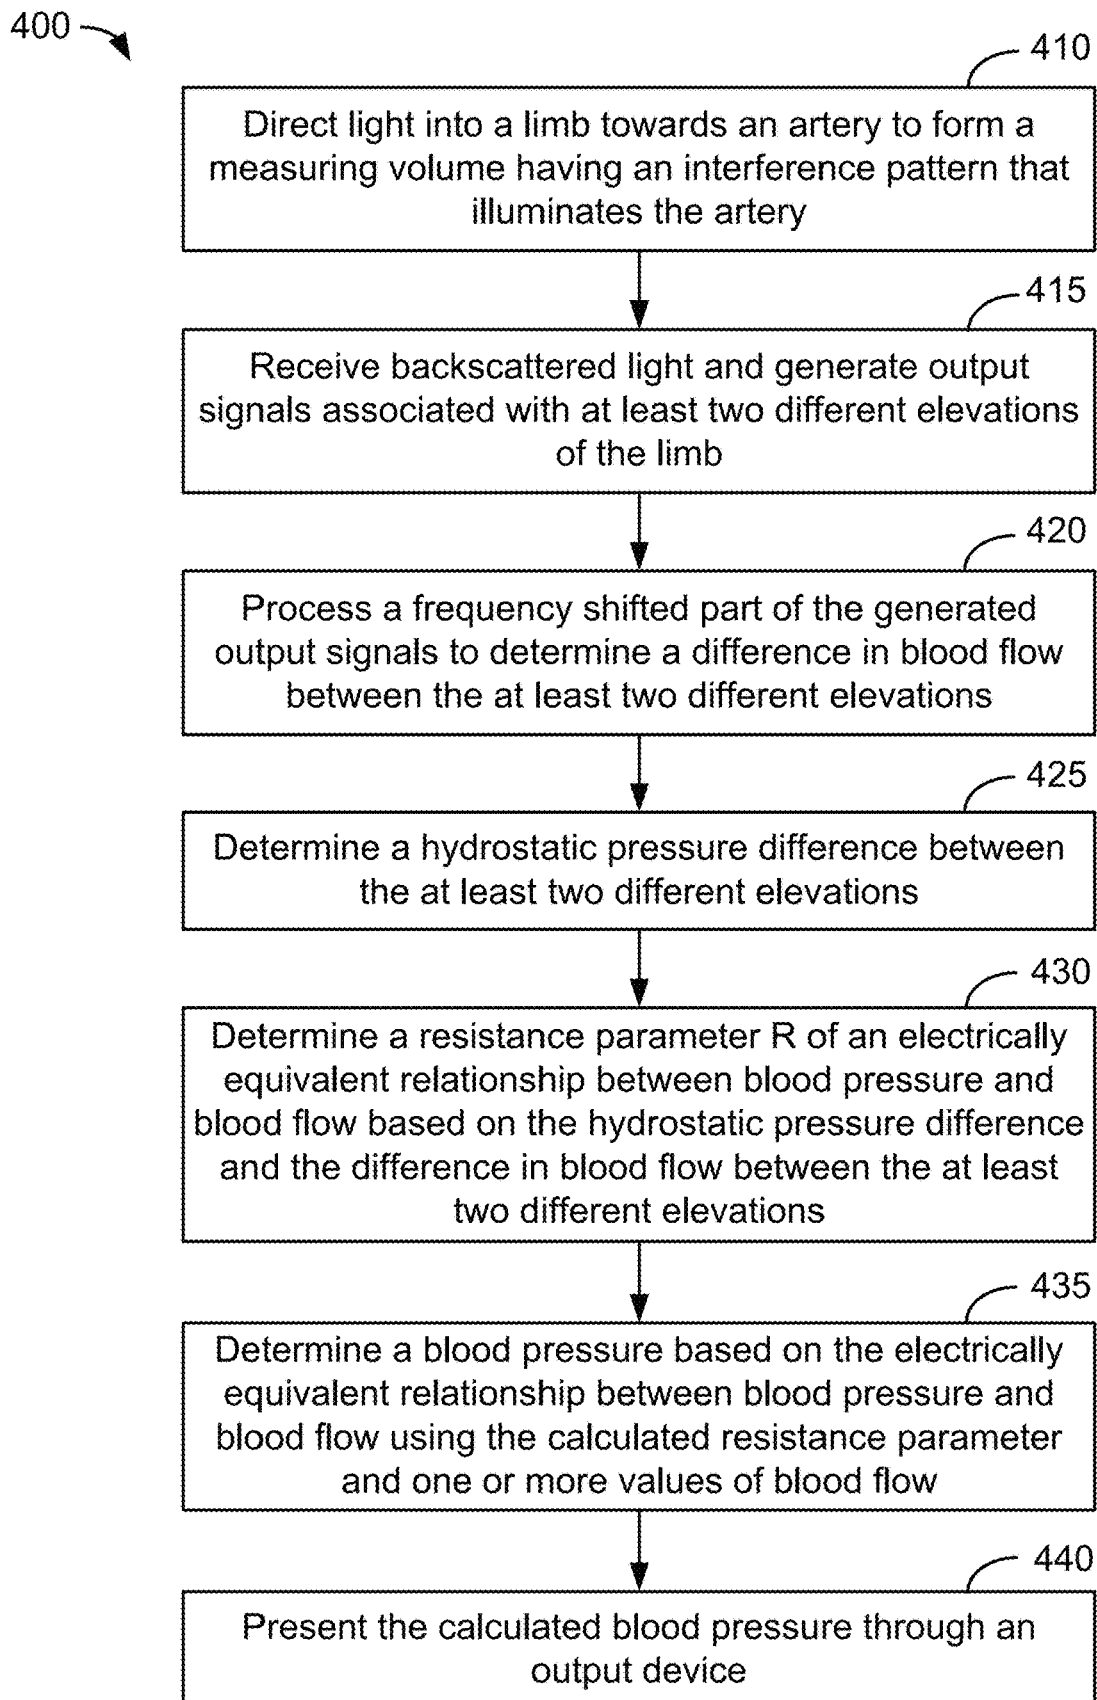 400
410
Direct light into a limb towards an artery to form a
measuring volume having an interference pattern that
illuminates the artery
415
Receive backscattered light and generate output
signals associated with at least two different elevations
of the limb
420
Process a frequency shifted part of the generated
output signals to determine a difference in blood flow
between the at least two different elevations
425
Determine a hydrostatic pressure difference between
the at least two different elevations
430
Determine a resistance parameter R of an electrically
equivalent relationship between blood pressure and
blood flow based on the hydrostatic pressure difference
and the difference in blood flow between the at least
two different elevations
435
Determine a blood pressure based on the electrically
equivalent relationship between blood pressure and
blood flow using the calculated resistance parameter
and one or more values of blood flow
440
Present the calculated blood pressure through an
output device